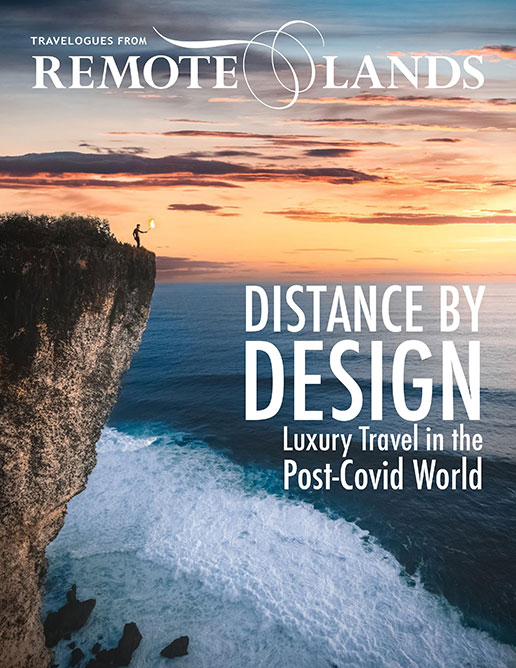 TRAVELOGUES FROM
REMOTE LANDS
DISTANCE BY
DESIGN
Luxury Travel in the
Post-Covid World